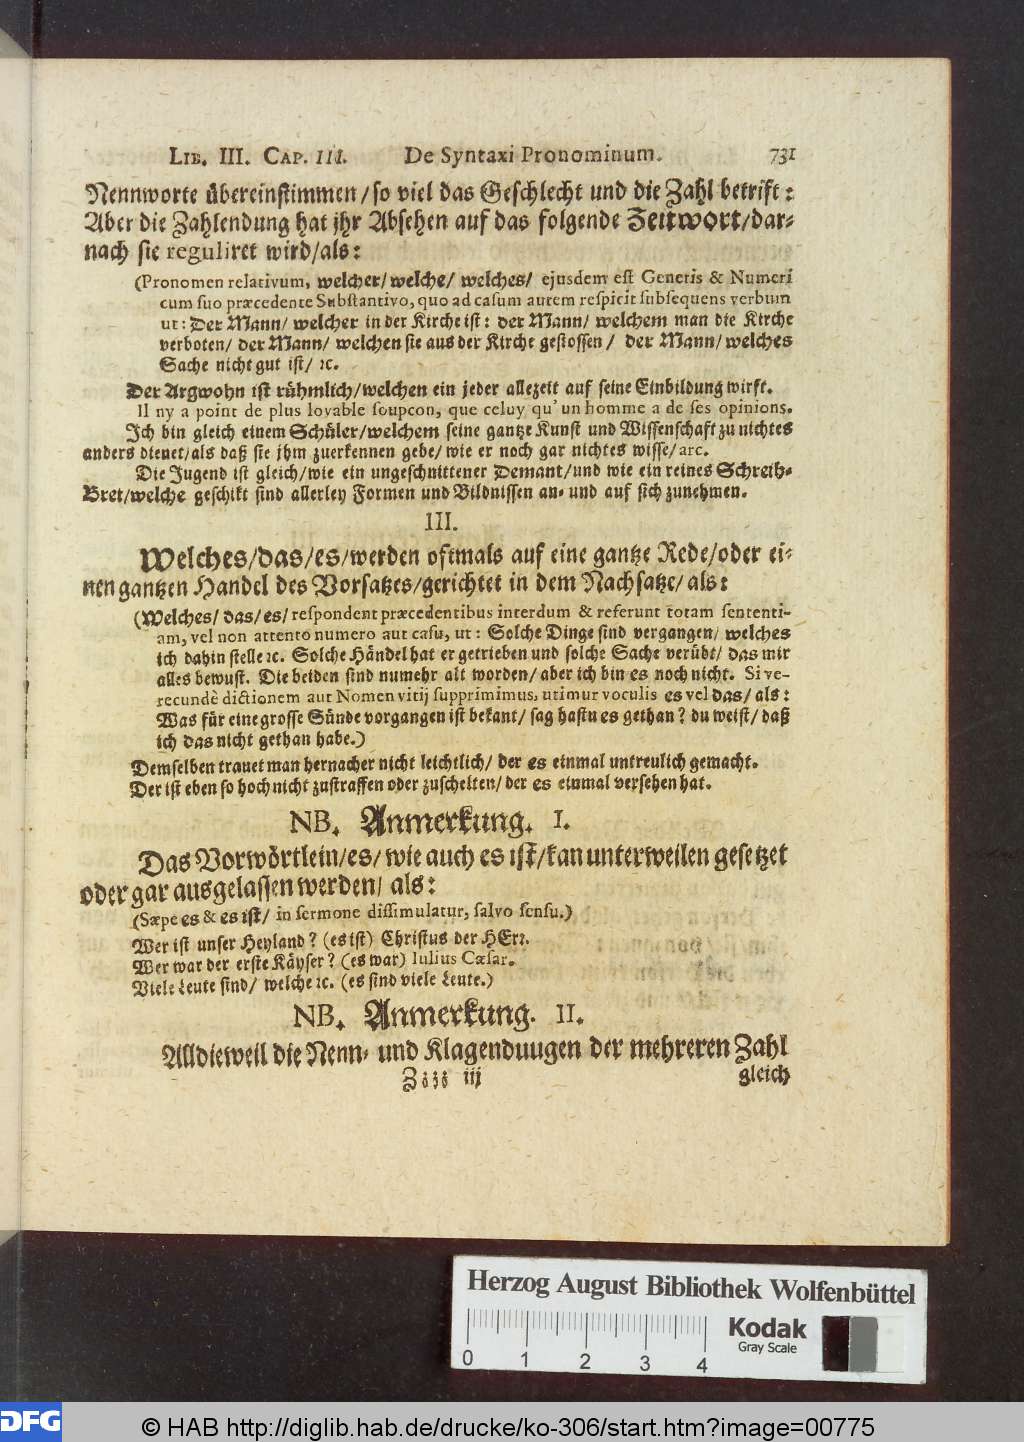 LIB. III. CAP. III. De Syntaxi Pronominum. 731
Nennworte übereinstimmen/so viel das Geschlecht und die Zahl betrift:
Aber die Zahlendung hat jhr Absehen auf das folgende Zeitwort/dar-
nach sie reguliret wird/als:
(Pronomen relativum, welcher/welche/ welches/ ejusdem est Generis & Numeri
cum suo præcedente Substantivo, quo ad casum autem respicit subsequens verbum
ut: Der Mann/ welcher in der Kirche ist: der Mann/ welchem man die Kirche
verboten/ der Mann/ welchen sie aus der Kirche gestossen/ der Mann/welches
Sache nicht gut ist/ ꝛc.
Der Argwohn ist rühmlich/welchen ein jeder allezeit auf seine Einbildung wirft.
Il ny a point de plus lovable soupcon, que celuy qu' un homme a de ses opinions.
Ich bin gleich einem Schüler/welchem seine gantze Kunst und Wissenschaft zu nichtes
anders dienet/als daß sie jhm zuerkennen gebe/wie er noch gar nichtes wisse/arc.
Die Jugend ist gleich/wie ein ungeschnittener Demant/und wie ein reines Schreib-
Bret/welche geschikt sind allerley Formen und Bildnissen an- und auf sich zunehmen.
III.
Welches/das/es/werden oftmals auf eine gantze Rede/oder ei-
nen gantzen Handel des Vorsatzes/gerichtet in dem Nachsatze/als:
(Welches/ das/es/respondent præcedentibus interdum & referunt totam sententi-
am, vel non attento numero aut casu, ut: Solche Dinge sind vergangen/ welches
ich dahin stelle ꝛc. Solche Händel hat er getrieben und solche Sache verübt/ das mir
alles bewust. Die beiden sind numehr alt worden/ aber ich bin es noch nicht. Si ve-
recundè dictionem aut Nomen vitij supprimimus, utimur voculis es vel das/ als:
Was für eine grosse Sünde vorgangen ist bekant/ sag hastu es gethan? du weist/ daß
ich das nicht gethan habe.)
Demselben trauet man hernacher nicht leichtlich/ der es einmal untreulich gemacht.
Der ist eben so hoch nicht zustraffen oder zuschelten/ der es einmal versehen hat.
NB. Anmerkung. I.
Das Vorwörtlein/es/ wie auch es ist/kan unterweilen gesetzet
oder gar ausgelassen werden/ als:
(Sæpe es & es ist/ in sermone dissimulatur, salvo sensu.)
Wer ist unser Heyland? (es ist) Christus der HErꝛ.
Wer war der erste Käyser? (es war) Iulius Cæsar.
Viele Leute sind/ welche ꝛc. (es sind viele Leute.)
NB. Anmerkung. II.
Alldieweil die Nenn- und Klagenduugen der mehreren Zahl
Zzzz iij gleich
Herzog August Bibliothek Wolfenbüttel
0 1 2 3 4
Kodak
Gray Scale
DFG © HAB http://diglib.hab.de/drucke/ko-306/start.htm?image=00775